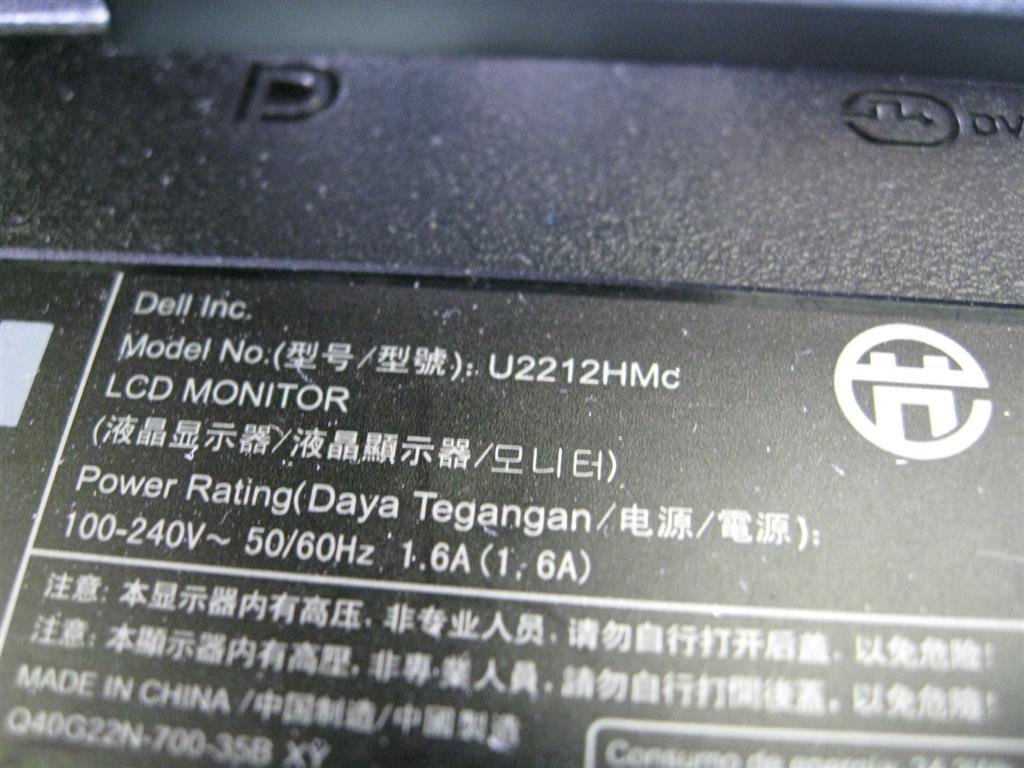 DV
Dell Inc.
Model No.(型号/型號): U2212HMc
LCD MONITOR
(液晶显示器/液晶顯示器/모니터)
Power Rating(Daya Tegangan/电源/電源):
100-240V~ 50/60Hz 1.6A (1, 6A)
注意: 本显示器内有高压, 非专业人员, 请勿自行打开后盖, 以免危险!
注意: 本顯示器内有高壓, 非專業人員, 請勿自行打開後蓋, 以免危險!
MADE IN CHINA /中国制造/中國製造
Q40G22N-700-35B XY
Consumo de energía: